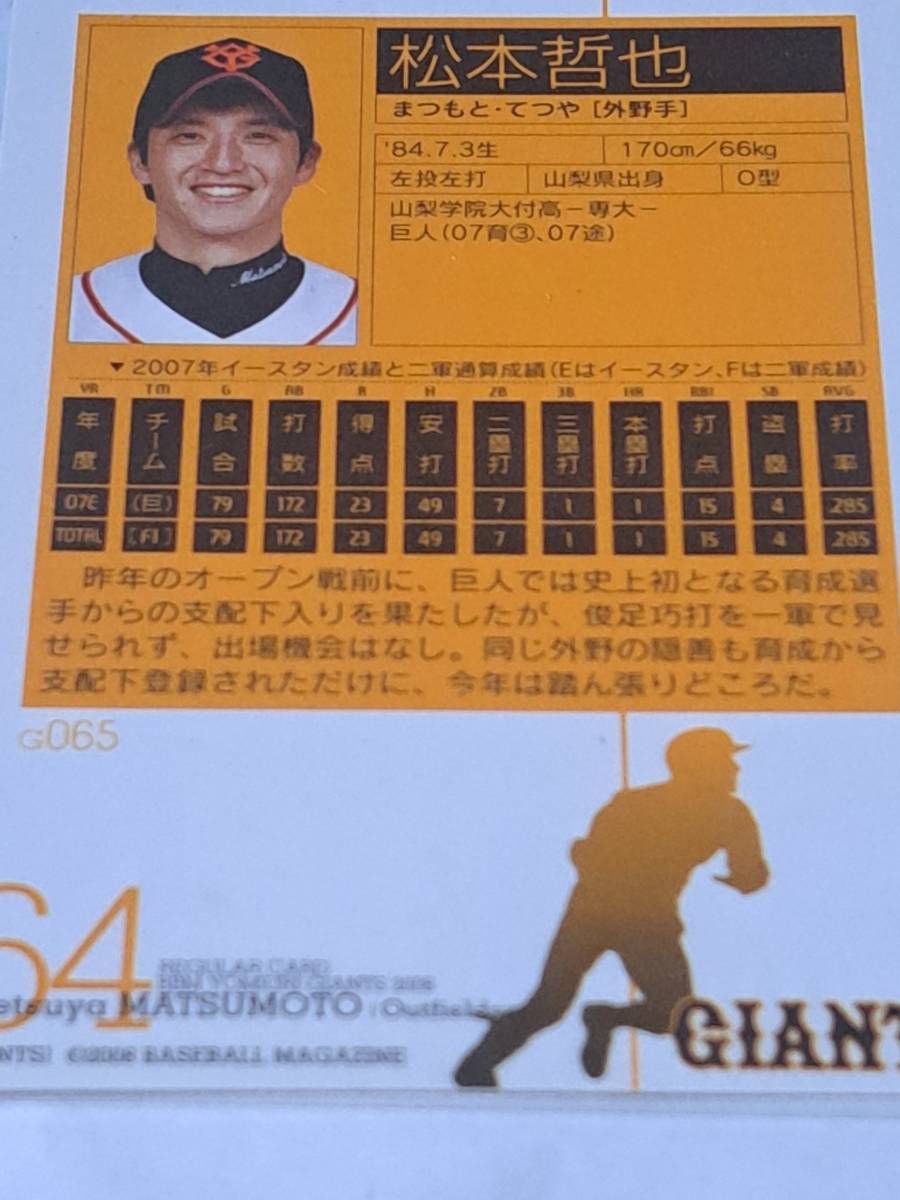 松本哲也
まつもと・てつや [外野手]
'84.7.3生 170cm／66kg
左投左打 山梨県出身 O型
山梨学院大付高－専大－
巨人(07育③、07途)
▼2007年イースタン成績と二軍通算成績(Eはイースタン、Fは二軍成績)
YR TM G AB R H 2B 3B HR RBI SB AVG
年度 チーム 試合 打数 得点 安打 二塁打 三塁打 本塁打 打点 盗塁 打率
07E (巨) 79 172 23 49 7 1 1 15 4 .285
TOTAL [F1] 79 172 23 49 7 1 1 15 4 .285
昨年のオープン戦前に、巨人では史上初となる育成選
手からの支配下入りを果たしたが、俊足巧打を一軍で見
せられず、出場機会はなし。同じ外野の隠善も育成から
支配下登録されただけに、今年は踏ん張りどころだ。
G065
64
REGULAR CARD
BBM YOMIURI GIANTS 2008
etsuya MATSUMOTO : Outfielder
NTS! ©2008 BASEBALL MAGAZINE
GIANT